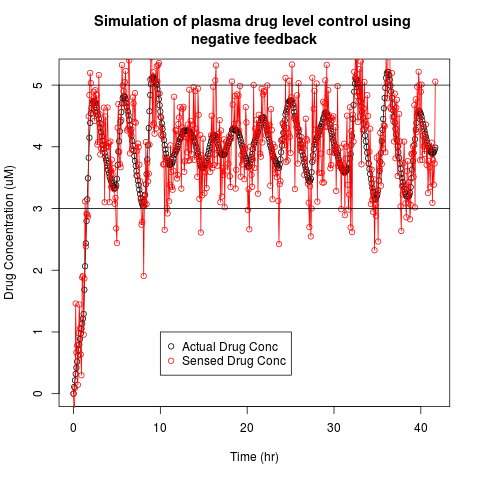 Simulation of plasma drug level control using
negative feedback
Drug Concentration (uM)
5
4
3
2
1
0
Actual Drug Conc
Sensed Drug Conc
0 10 20 30 40
Time (hr)